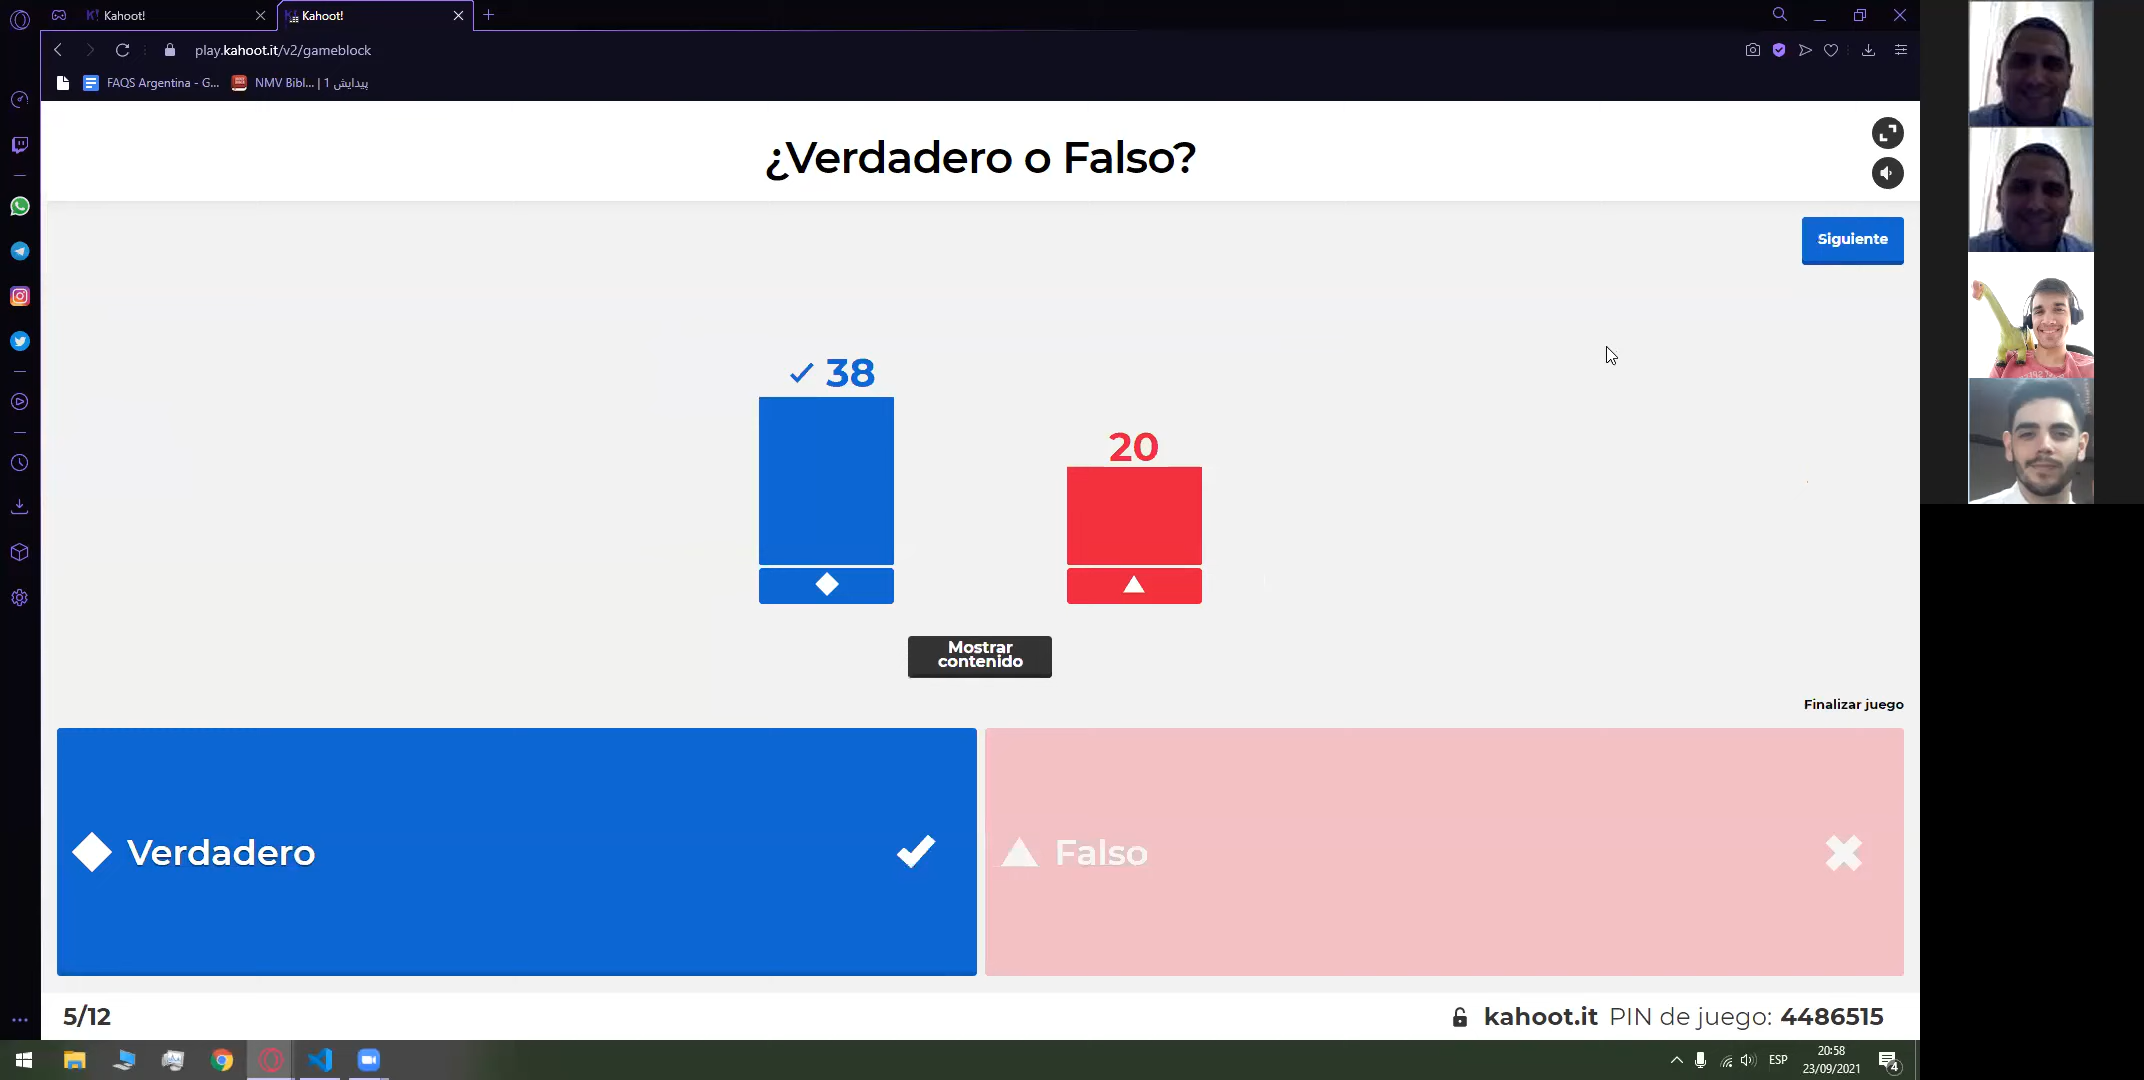 Kahoot!
Kahoot!
play.kahoot.it/v2/gameblock
FAQS Argentina - G...
NMV Bibl... | پیدایش 1
¿Verdadero o Falso?
Siguiente
38
20
Mostrar
contenido
Finalizar juego
Verdadero
Falso
5/12
kahoot.it PIN de juego: 4486515
ESP
20:58
23/09/2021
4